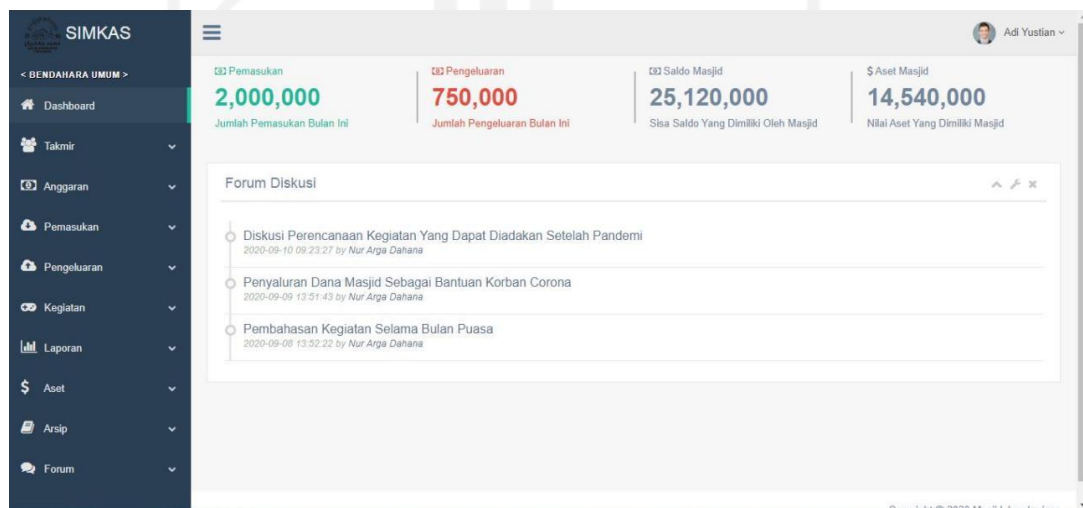 SIMKAS
Adi Yustian
< BENDAHARA UMUM >
Dashboard
Takmir
Anggaran
Pemasukan
Pengeluaran
Kegiatan
Laporan
$ Aset
Arsip
Forum
Pemasukan
2,000,000
Jumlah Pemasukan Bulan Ini
Pengeluaran
750,000
Jumlah Pengeluaran Bulan Ini
Saldo Masjid
25,120,000
Sisa Saldo Yang Dimiliki Oleh Masjid
$ Aset Masjid
14,540,000
Nilai Aset Yang Dimiliki Masjid
Forum Diskusi
Diskusi Perencanaan Kegiatan Yang Dapat Diadakan Setelah Pandemi
2020-09-10 09:23:27 by Nur Arga Dahana
Penyaluran Dana Masjid Sebagai Bantuan Korban Corona
2020-09-09 13:51:43 by Nur Arga Dahana
Pembahasan Kegiatan Selama Bulan Puasa
2020-09-08 13:52:22 by Nur Arga Dahana